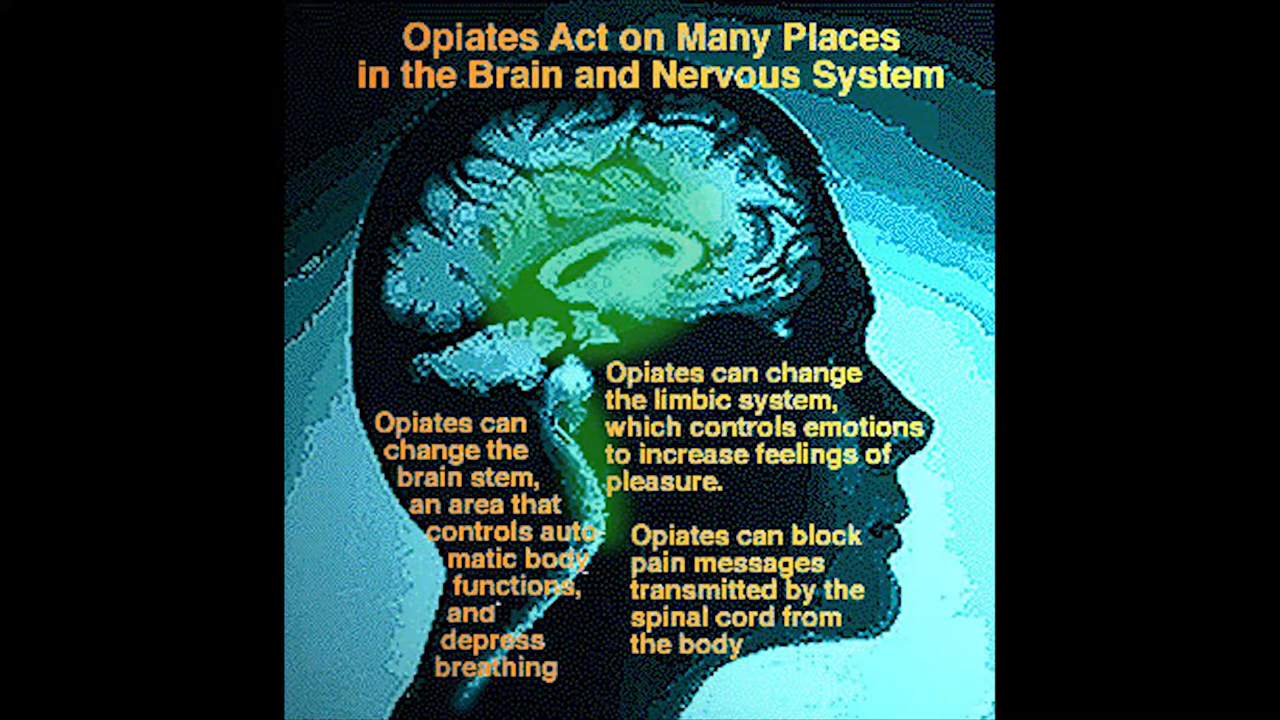 Opiates Act on Many Places
in the Brain and Nervous System
Opiates can change
the limbic system,
which controls emotions
to increase feelings of
pleasure.
Opiates can
change the
brain stem,
an area that
controls auto
matic body
functions,
and
depress
breathing
Opiates can block
pain messages
transmitted by the
spinal cord from
the body